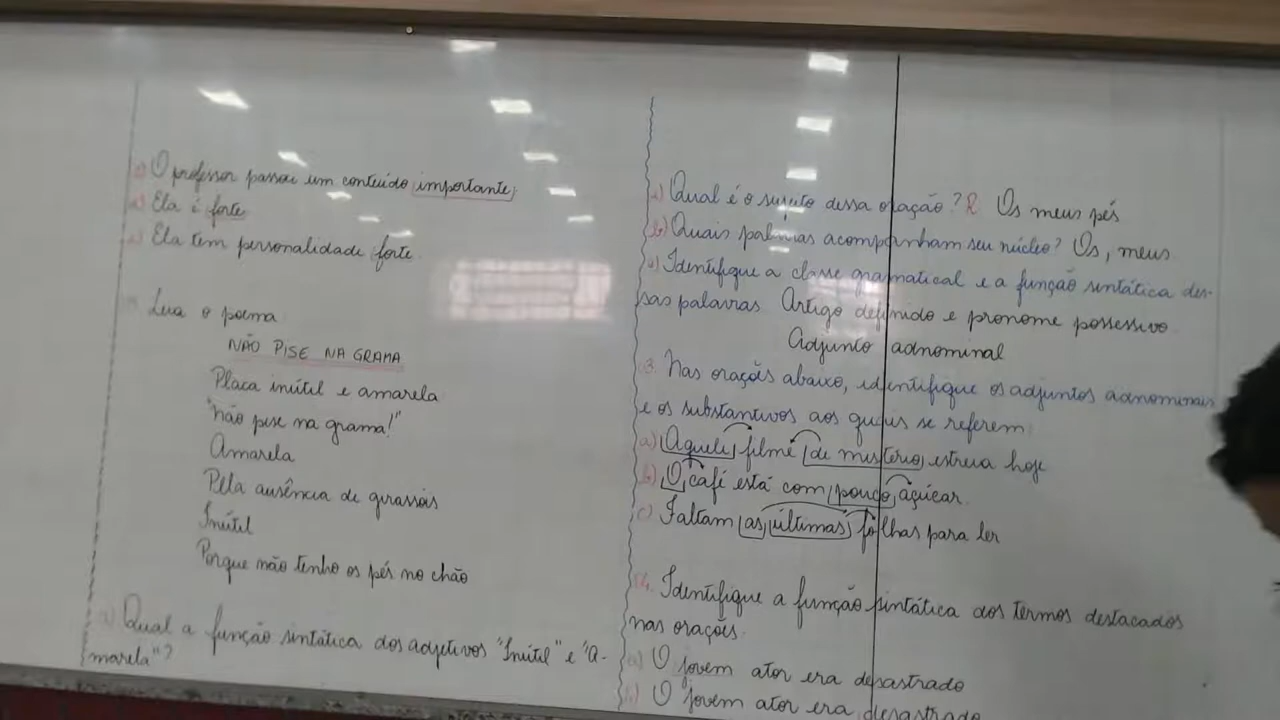 O professor passou um conteúdo importante,
Ela é forte
Ela tem personalidade forte.
Leia o poema
NÃO PISE NA GRAMA
Placa inútil e amarela
"não pise na grama!"
Amarela
Pela ausência de girassóis
Inútil
Porque não tenho os pés no chão
a) Qual a função sintática dos adjetivos "Inútil" e "a-
marela"?
a) Qual é o sujeito dessa oração? R Os meus pés
b) Quais palavras acompanham seu núcleo? Os, meus
c) Identifique a classe gramatical e a função sintática des-
sas palavras. Artigo definido e pronome possessivo.
Adjunto adnominal
3. Nas orações abaixo, identifique os adjuntos adnominais
e os substantivos aos quais se referem
a) Aquele filme de mistério estreia hoje
b) O café está com pouco açúcar.
c) Faltam as últimas folhas para ler
4. Identifique a função sintática dos termos destacados
nas orações.
a) O jovem ator era desastrado
b) O jovem ator era desastrado